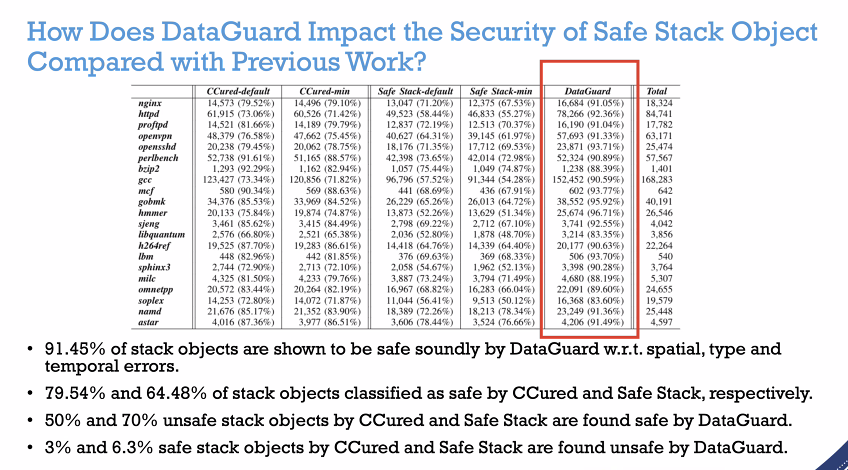 How Does DataGuard Impact the Security of Safe Stack Object
Compared with Previous Work?
CCured-default CCured-min Safe Stack-default Safe Stack-min DataGuard Total
nginx 14,573 (79.52%) 14,496 (79.10%) 13,047 (71.20%) 12,375 (67.53%) 16,684 (91.05%) 18,324
httpd 61,915 (73.06%) 60,526 (71.42%) 49,523 (58.44%) 46,833 (55.27%) 78,266 (92.36%) 84,741
proftpd 14,521 (81.66%) 14,189 (79.79%) 12,837 (72.19%) 12,513 (70.37%) 16,190 (91.04%) 17,782
openvpn 48,379 (76.58%) 47,662 (75.45%) 40,627 (64.31%) 39,145 (61.97%) 57,693 (91.33%) 63,171
opensshd 20,238 (79.45%) 20,062 (78.75%) 18,176 (71.35%) 17,712 (69.53%) 23,871 (93.71%) 25,474
perlbench 52,738 (91.61%) 51,165 (88.57%) 42,398 (73.65%) 42,014 (72.98%) 52,324 (90.89%) 57,567
bzip2 1,293 (92.29%) 1,162 (82.94%) 1,057 (75.44%) 1,049 (74.87%) 1,238 (88.39%) 1,401
gcc 123,427 (73.34%) 120,856 (71.82%) 96,796 (57.52%) 91,344 (54.28%) 152,452 (90.59%) 168,283
mcf 580 (90.34%) 569 (88.63%) 441 (68.69%) 436 (67.91%) 602 (93.77%) 642
gobmk 34,376 (85.53%) 33,969 (84.52%) 26,229 (65.26%) 26,013 (64.72%) 38,552 (95.92%) 40,191
hmmer 20,133 (75.84%) 19,874 (74.87%) 13,873 (52.26%) 13,629 (51.34%) 25,674 (96.71%) 26,546
sjeng 3,461 (85.62%) 3,415 (84.49%) 2,798 (69.22%) 2,712 (67.10%) 3,741 (92.55%) 4,042
libquantum 2,576 (66.80%) 2,521 (65.38%) 2,036 (52.80%) 1,878 (48.70%) 3,214 (83.35%) 3,856
h264ref 19,525 (87.70%) 19,283 (86.61%) 14,418 (64.76%) 14,339 (64.40%) 20,177 (90.63%) 22,264
lbm 448 (82.96%) 442 (81.85%) 376 (69.63%) 369 (68.33%) 506 (93.70%) 540
sphinx3 2,744 (72.90%) 2,713 (72.10%) 2,058 (54.67%) 1,962 (52.13%) 3,398 (90.28%) 3,764
milc 4,325 (81.50%) 4,233 (79.76%) 3,887 (73.24%) 3,794 (71.49%) 4,680 (88.19%) 5,307
omnetpp 20,572 (83.44%) 20,264 (82.19%) 16,967 (68.82%) 16,283 (66.04%) 22,091 (89.60%) 24,655
soplex 14,253 (72.80%) 14,072 (71.87%) 11,044 (56.41%) 9,513 (50.12%) 16,368 (83.60%) 19,579
namd 21,676 (85.17%) 21,352 (83.90%) 18,389 (72.26%) 18,213 (78.34%) 23,249 (91.36%) 25,448
astar 4,016 (87.36%) 3,977 (86.51%) 3,606 (78.44%) 3,524 (76.66%) 4,206 (91.49%) 4,597
• 91.45% of stack objects are shown to be safe soundly by DataGuard w.r.t. spatial, type and
temporal errors.
• 79.54% and 64.48% of stack objects classified as safe by CCured and Safe Stack, respectively.
• 50% and 70% unsafe stack objects by CCured and Safe Stack are found safe by DataGuard.
• 3% and 6.3% safe stack objects by CCured and Safe Stack are found unsafe by DataGuard.